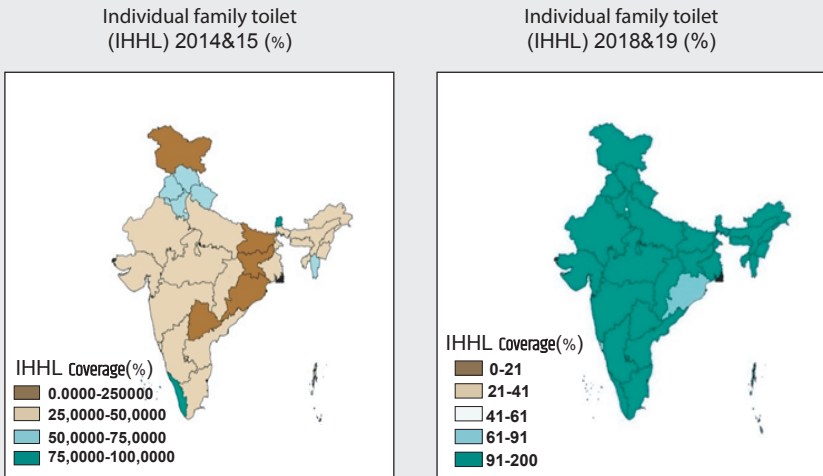 Individual family toilet
(IHHL) 2014&15 (%)
IHHL Coverage(%)
0.0000-250000
25,0000-50,0000
50,0000-75,0000
75,0000-100,0000
Individual family toilet
(IHHL) 2018&19 (%)
IHHL Coverage(%)
0-21
21-41
41-61
61-91
91-200